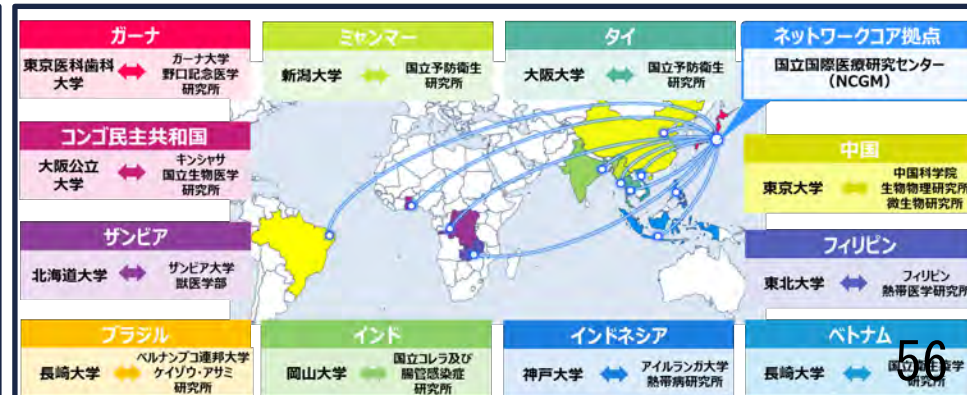 ガーナ
東京医科歯科
大学
ガーナ大学
野口記念医学
研究所
ミャンマー
新潟大学
国立予防衛生
研究所
タイ
大阪大学
国立予防衛生
研究所
ネットワークコア拠点
国立国際医療研究センター
（NCGM）
コンゴ民主共和国
大阪公立
大学
キンシャサ
国立生物医学
研究所
中国
東京大学
中国科学院
生物物理研究所
微生物研究所
ザンビア
北海道大学
ザンビア大学
獣医学部
フィリピン
東北大学
フィリピン
熱帯医学研究所
ブラジル
長崎大学
ペルナンブコ連邦大学
ケイゾウ・アサミ
研究所
インド
岡山大学
国立コレラ及び
腸管感染症
研究所
インドネシア
神戸大学
アイルランガ大学
熱帯病研究所
ベトナム
長崎大学
国立衛生疫学
研究所
56